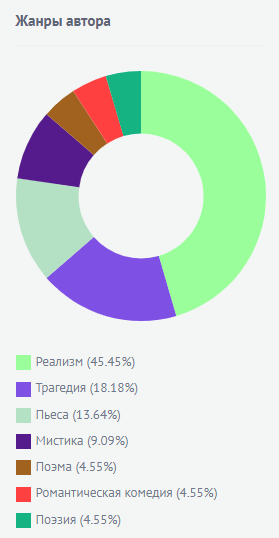 Жанры автора
Реализм (45.45%)
Трагедия (18.18%)
Пьеса (13.64%)
Мистика (9.09%)
Поэма (4.55%)
Романтическая комедия (4.55%)
Поэзия (4.55%)